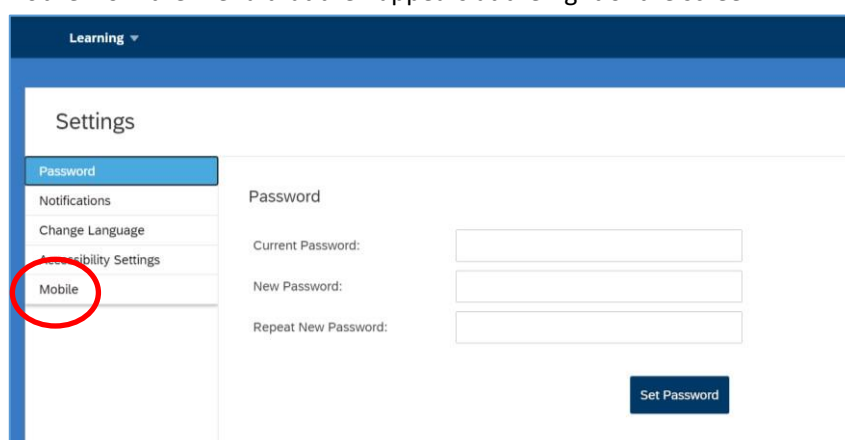 Learning
Settings
Password
Notifications
Change Language
Accessibility Settings
Mobile
Password
Current Password:
New Password:
Repeat New Password:
Set Password